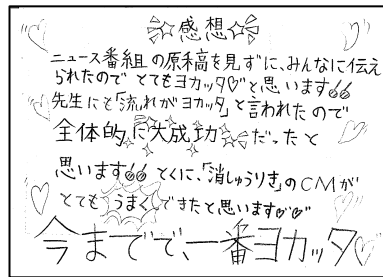 ☆感想☆
ニュース番組の原稿を見ずに、みんなに伝え
られたので とてもヨカッタ♡と思います
先生にも「流れがヨカッタ」と言われたので
全体的に大成功だったと
思います とくに、「消しゅうりき」のCMが
とても うまくできたと思います♡♡
今までで、一番ヨカッタ♡